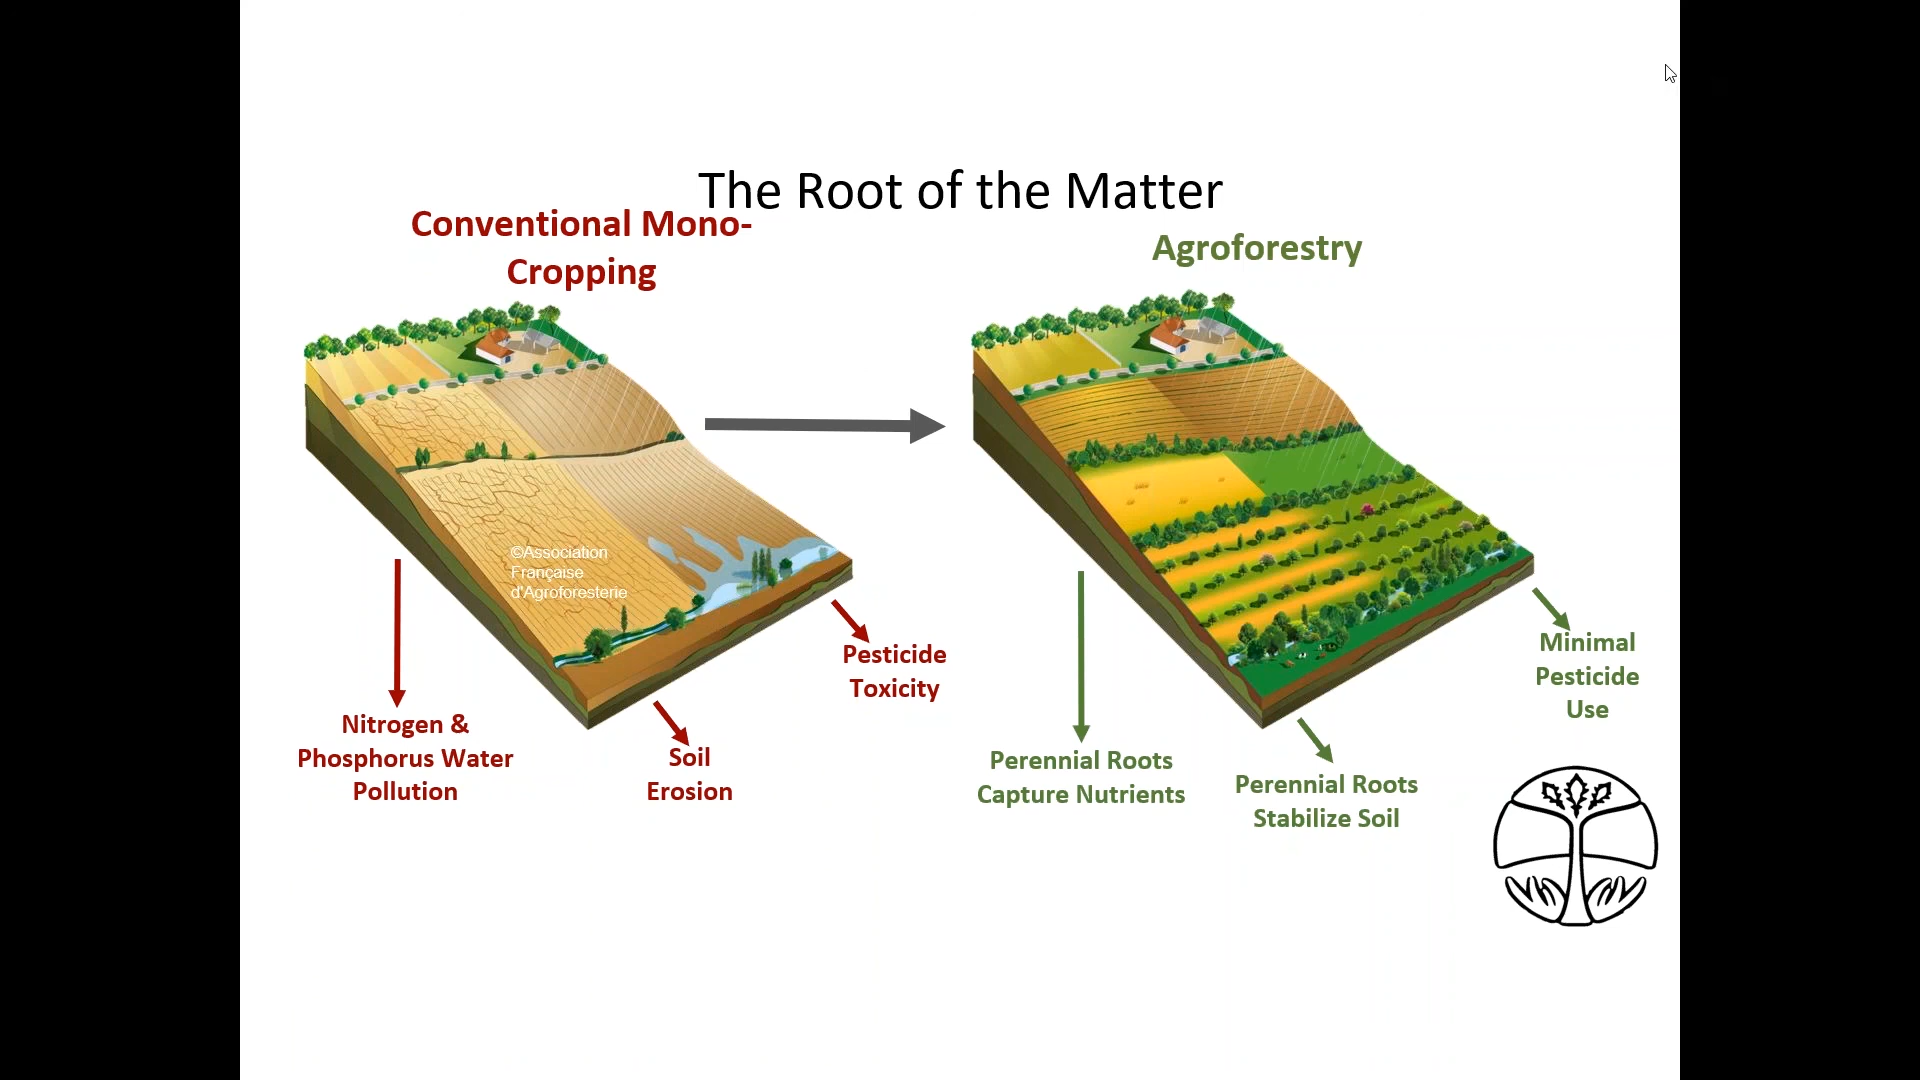 The Root of the Matter
Conventional Mono-
Cropping
Agroforestry
©Association
Française
d'Agroforesterie
Pesticide
Toxicity
Nitrogen &
Phosphorus Water
Pollution
Soil
Erosion
Minimal
Pesticide
Use
Perennial Roots
Capture Nutrients
Perennial Roots
Stabilize Soil